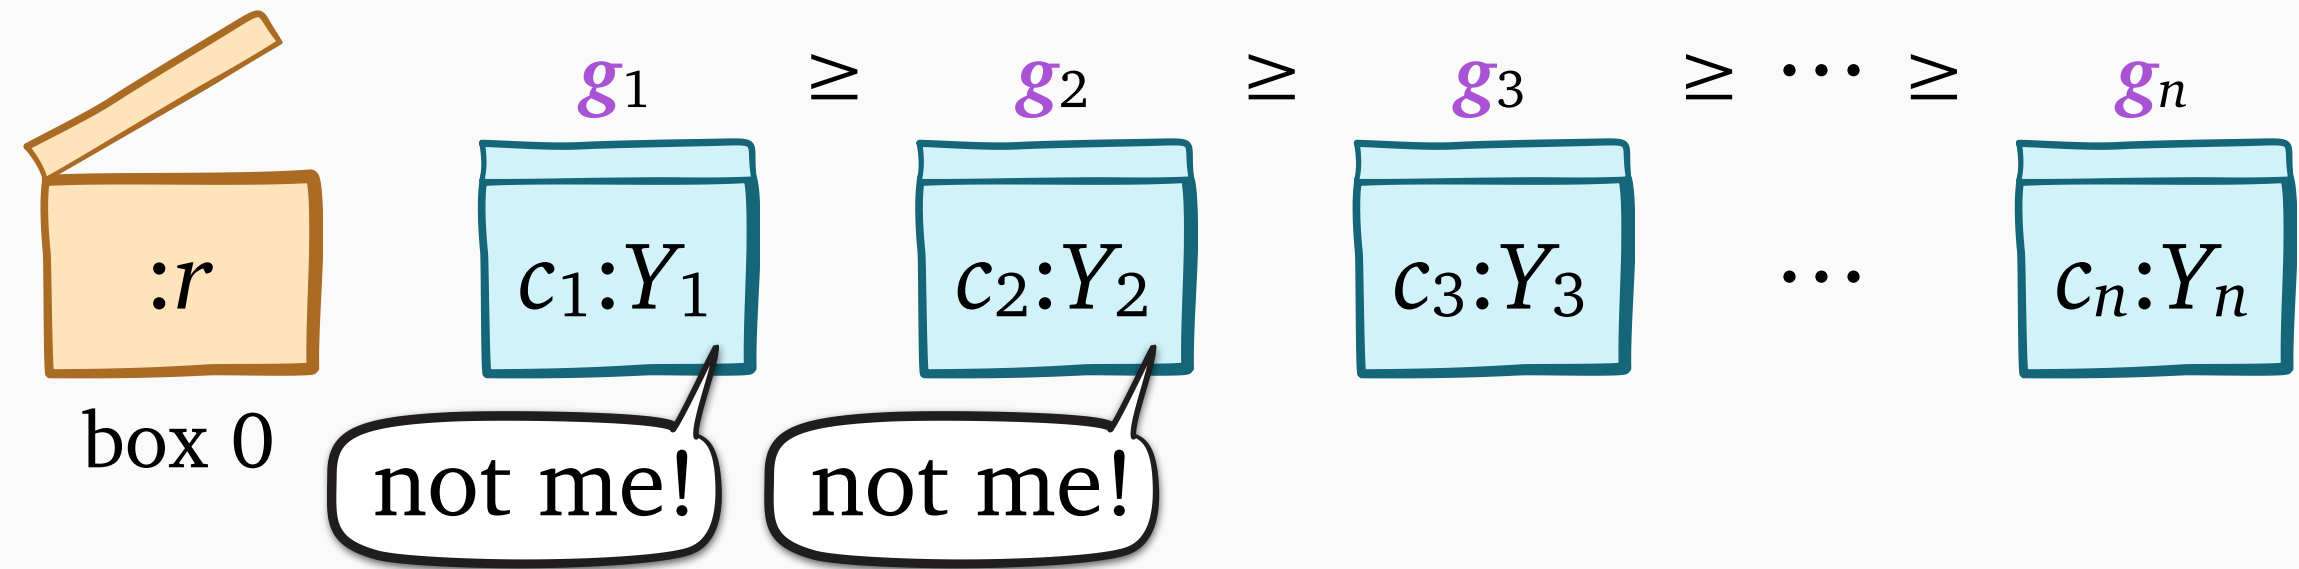 g₁ ≥ g₂ ≥ g₃ ≥ ⋯ ≥ gₙ
:r c₁:Y₁ c₂:Y₂ c₃:Y₃ ⋯ cₙ:Yₙ
box 0
not me! not me!